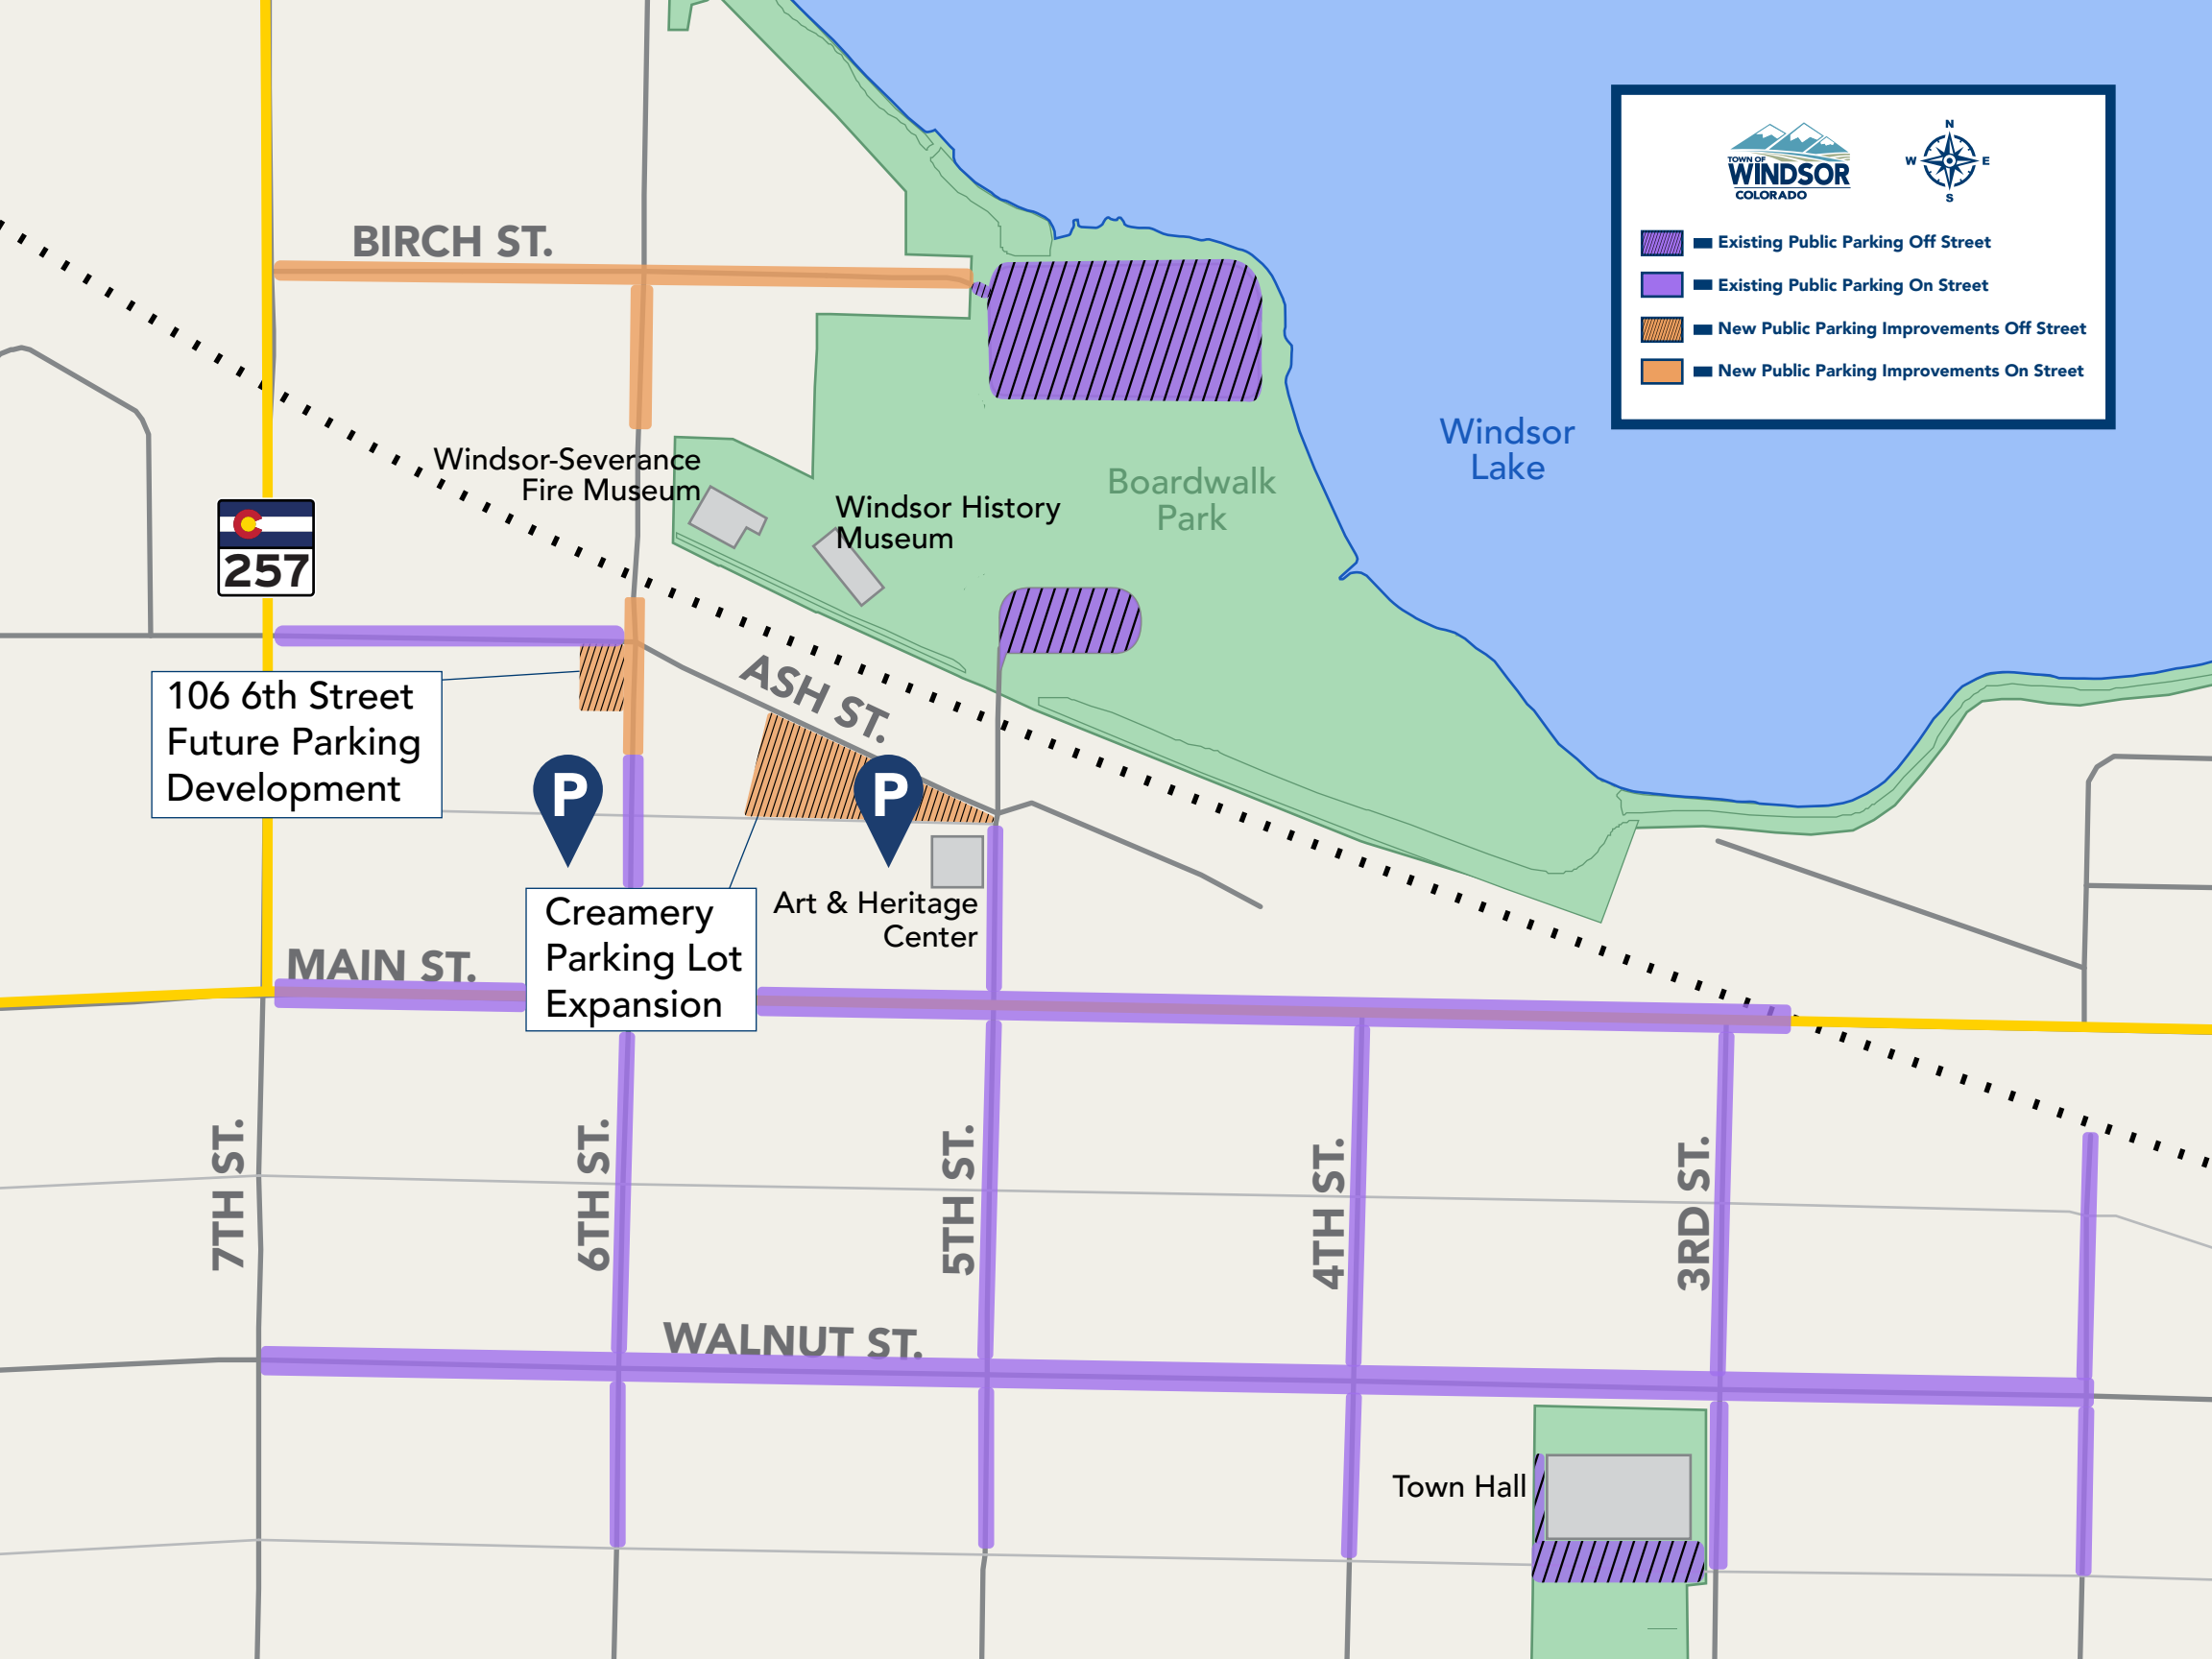 N
W E
S
TOWN OF
WINDSOR
COLORADO
Existing Public Parking Off Street
Existing Public Parking On Street
New Public Parking Improvements Off Street
New Public Parking Improvements On Street
BIRCH ST.
Windsor
Lake
Windsor-Severance
Fire Museum
Boardwalk
Park
Windsor History
Museum
257
ASH ST.
106 6th Street
Future Parking
Development
P
P
Creamery
Parking Lot
Expansion
Art & Heritage
Center
MAIN ST.
7TH ST.
6TH ST.
5TH ST.
4TH ST.
3RD ST.
WALNUT ST.
Town Hall